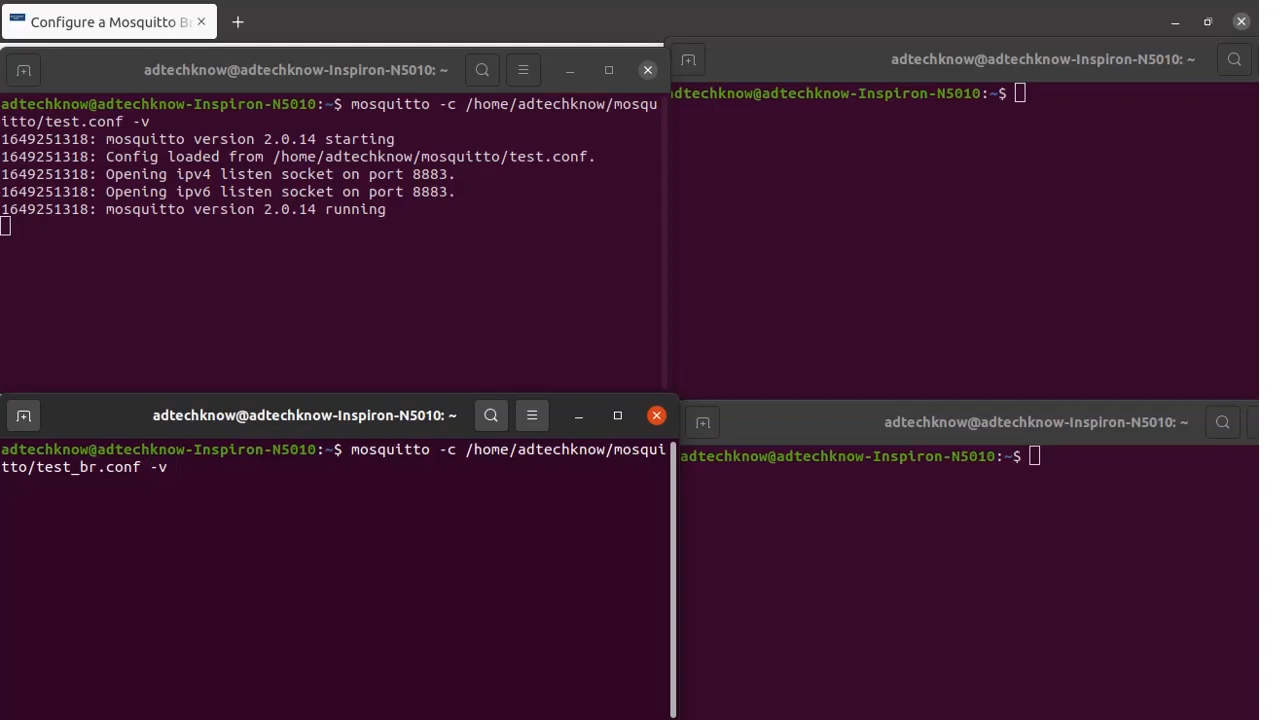 Configure a Mosquitto Br
adtechknow@adtechknow-Inspiron-N5010: ~
adtechknow@adtechknow-Inspiron-N5010:~$ mosquitto -c /home/adtechknow/mosqu
itto/test.conf -v
1649251318: mosquitto version 2.0.14 starting
1649251318: Config loaded from /home/adtechknow/mosquitto/test.conf.
1649251318: Opening ipv4 listen socket on port 8883.
1649251318: Opening ipv6 listen socket on port 8883.
1649251318: mosquitto version 2.0.14 running
adtechknow@adtechknow-Inspiron-N5010: ~
adtechknow@adtechknow-Inspiron-N5010:~$
adtechknow@adtechknow-Inspiron-N5010: ~
adtechknow@adtechknow-Inspiron-N5010:~$ mosquitto -c /home/adtechknow/mosqui
tto/test_br.conf -v
adtechknow@adtechknow-Inspiron-N5010: ~
adtechknow@adtechknow-Inspiron-N5010:~$